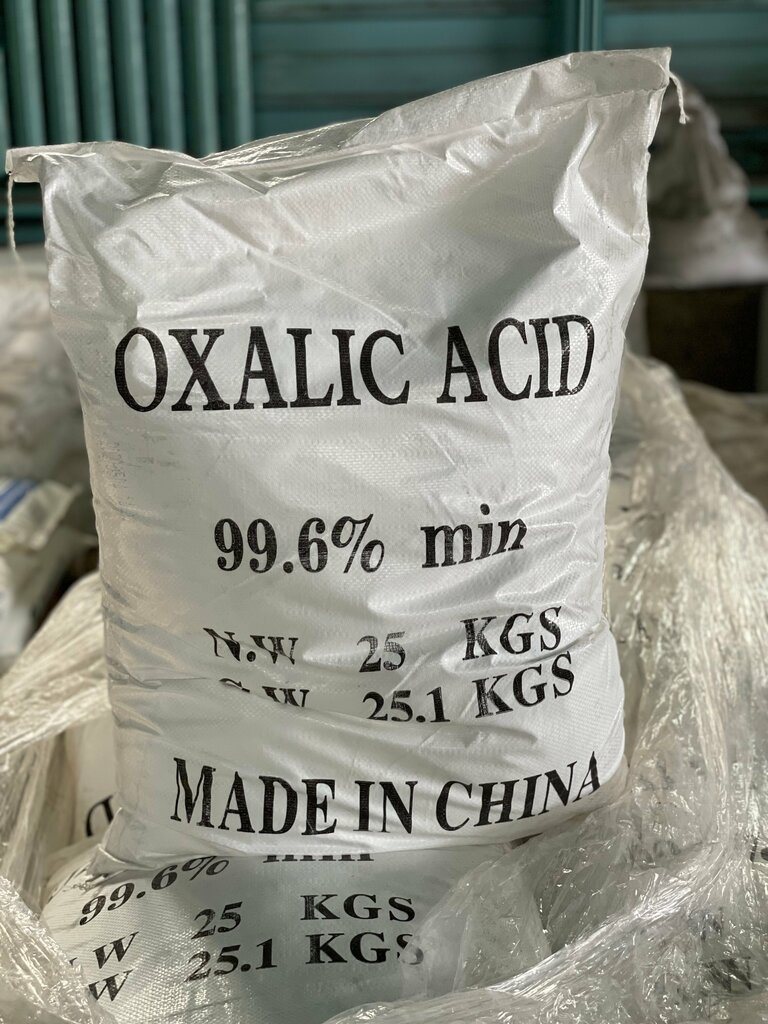 OXALIC ACID
99.6% min
N.W 25 KGS
G.W 25.1 KGS
MADE IN CHINA
99.6% min
25 KGS
W 25.1 KGS